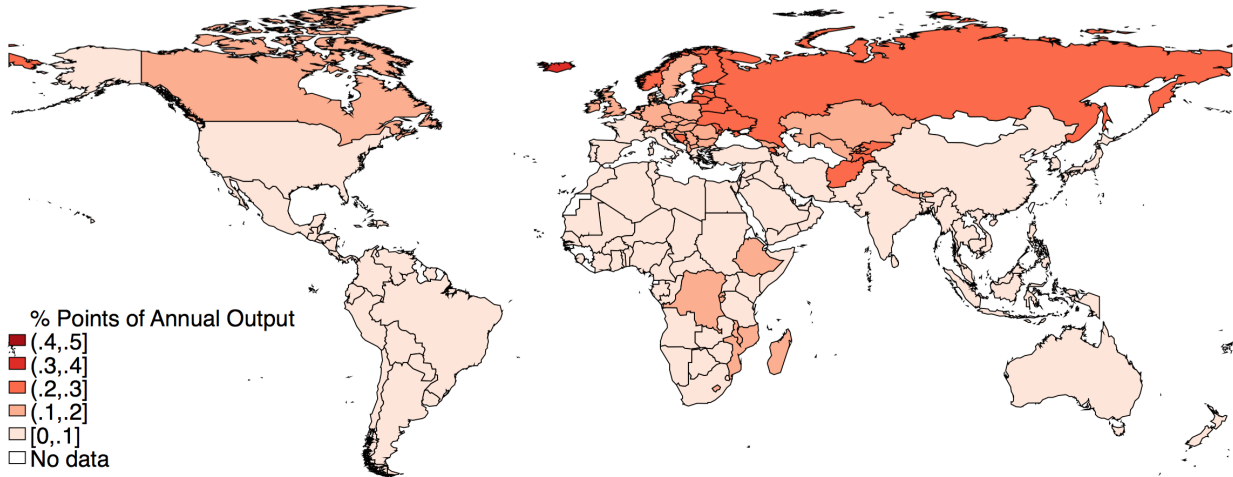 % Points of Annual Output
(.4,.5]
(.3,.4]
(.2,.3]
(.1,.2]
[0,.1]
No data